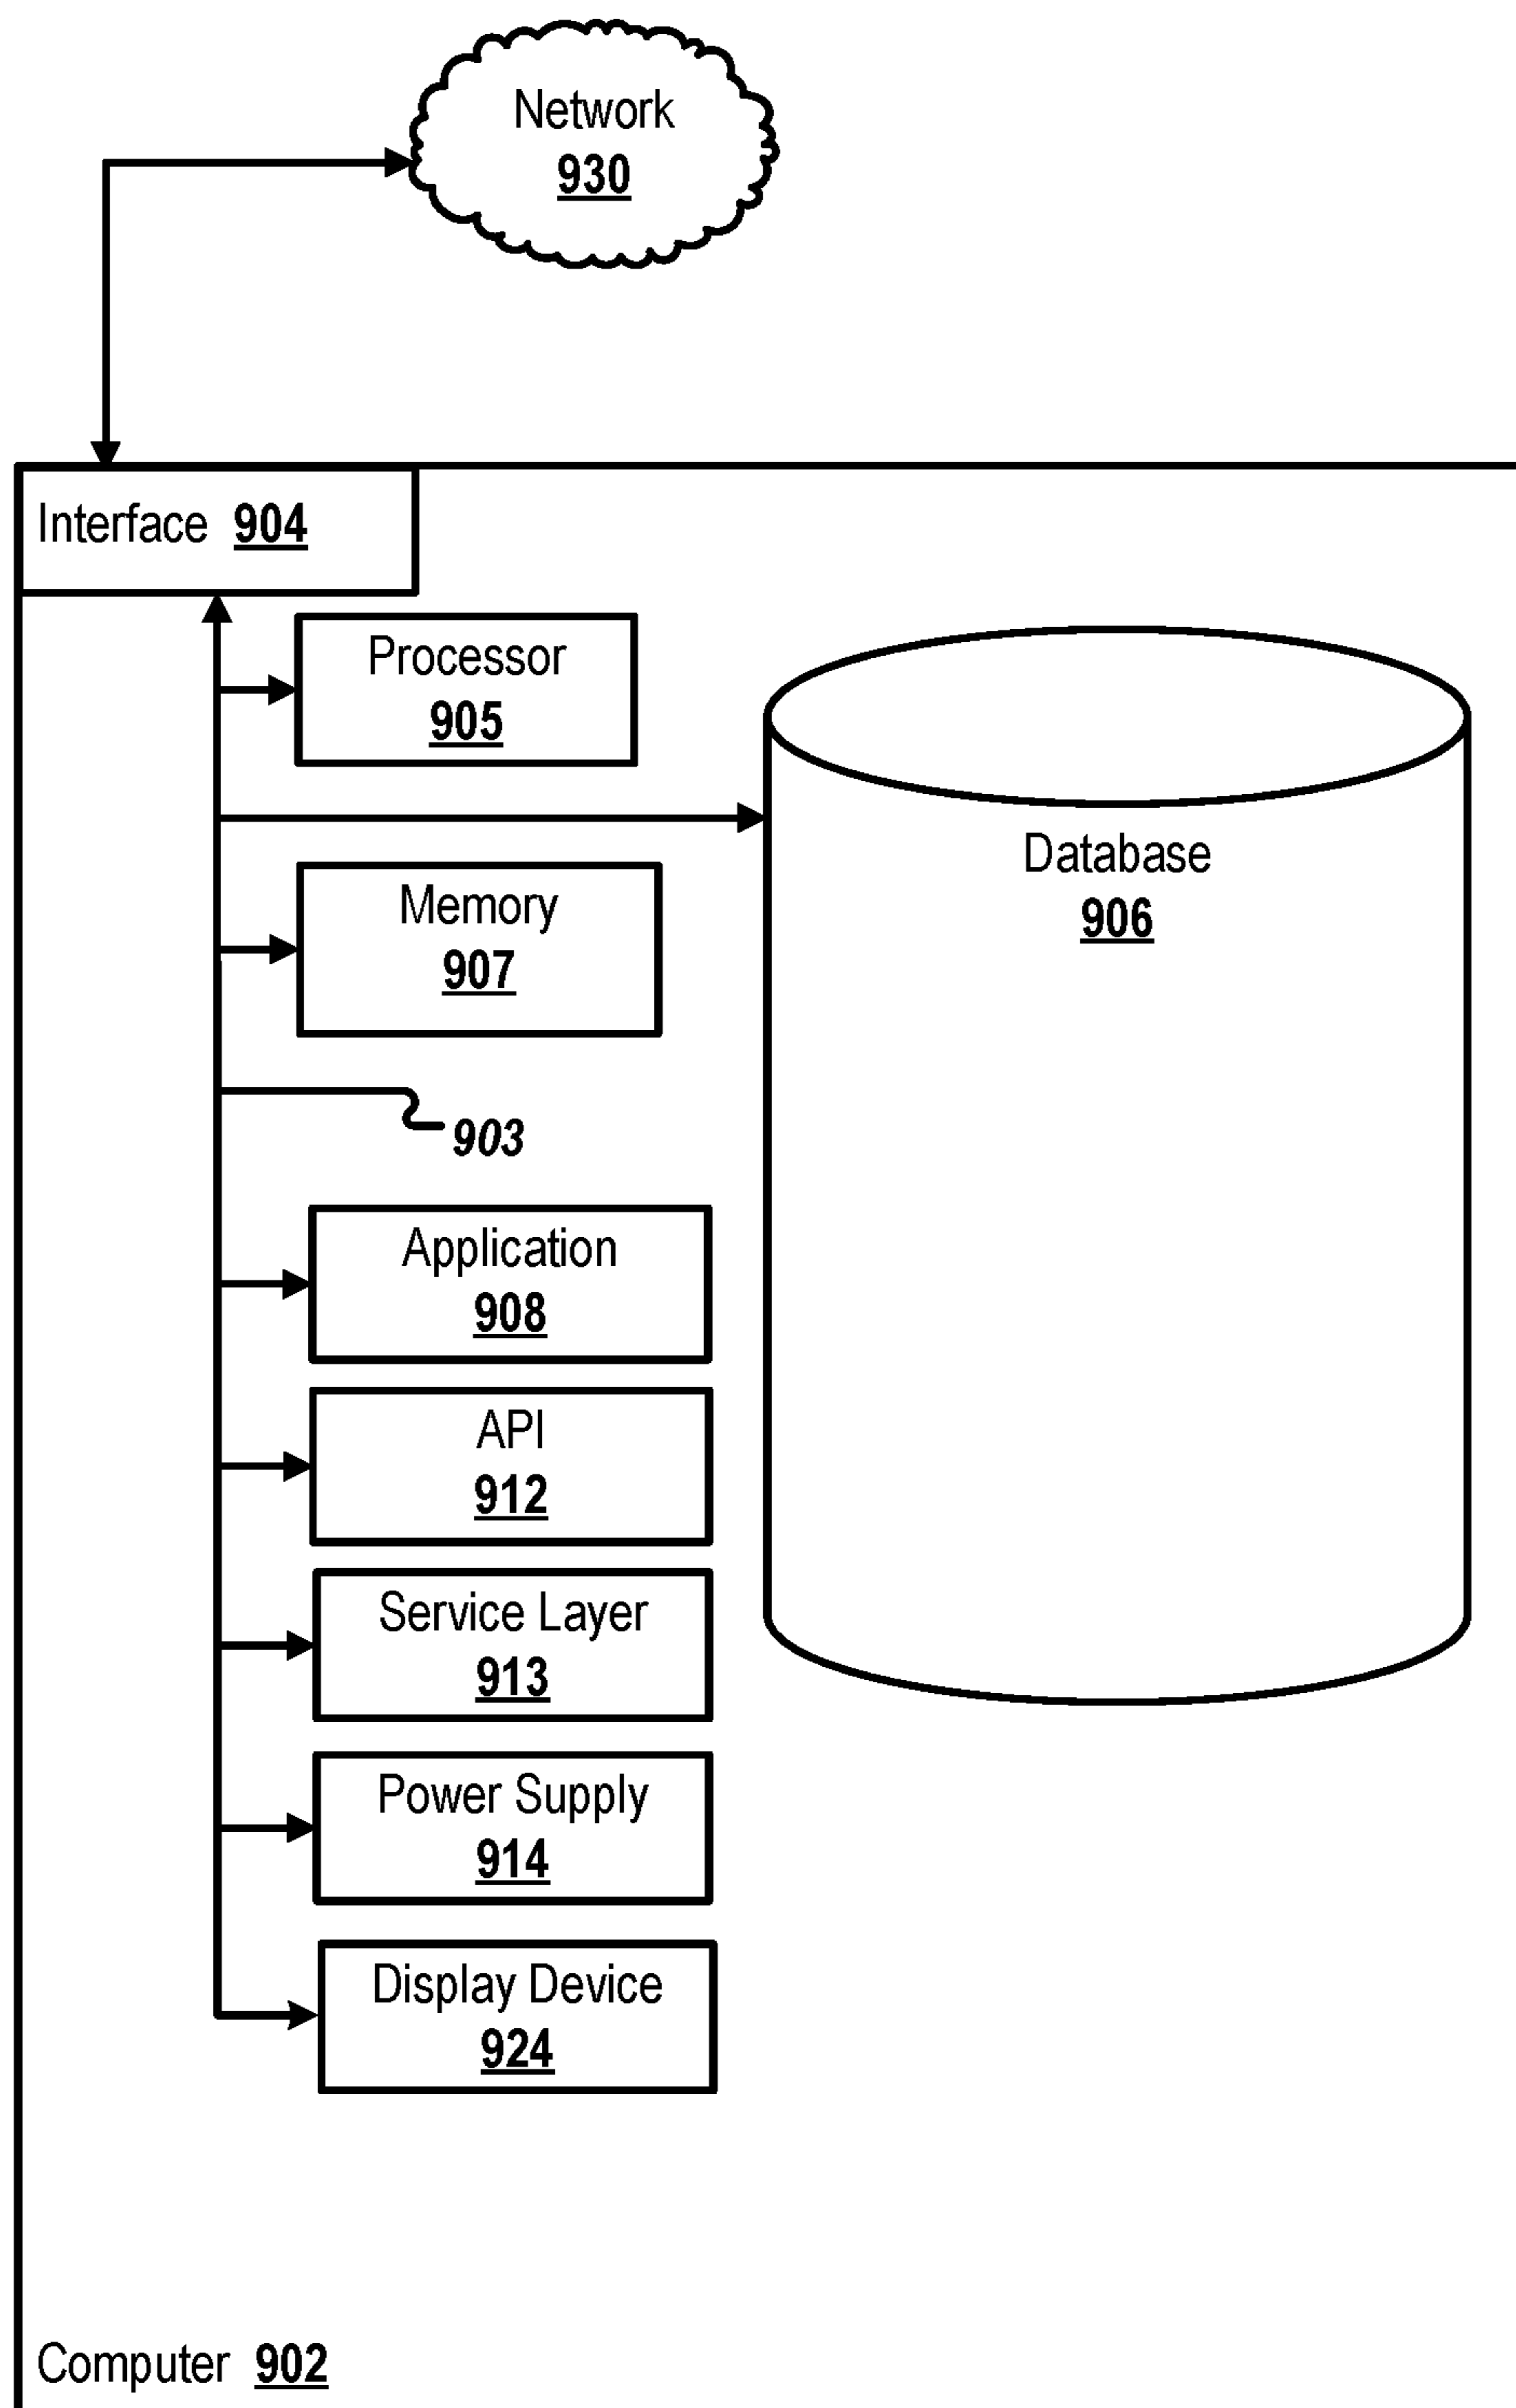 Network
930
Interface 904
Processor
905
Database
906
Memory
907
903
Application
908
API
912
Service Layer
913
Power Supply
914
Display Device
924
Computer 902